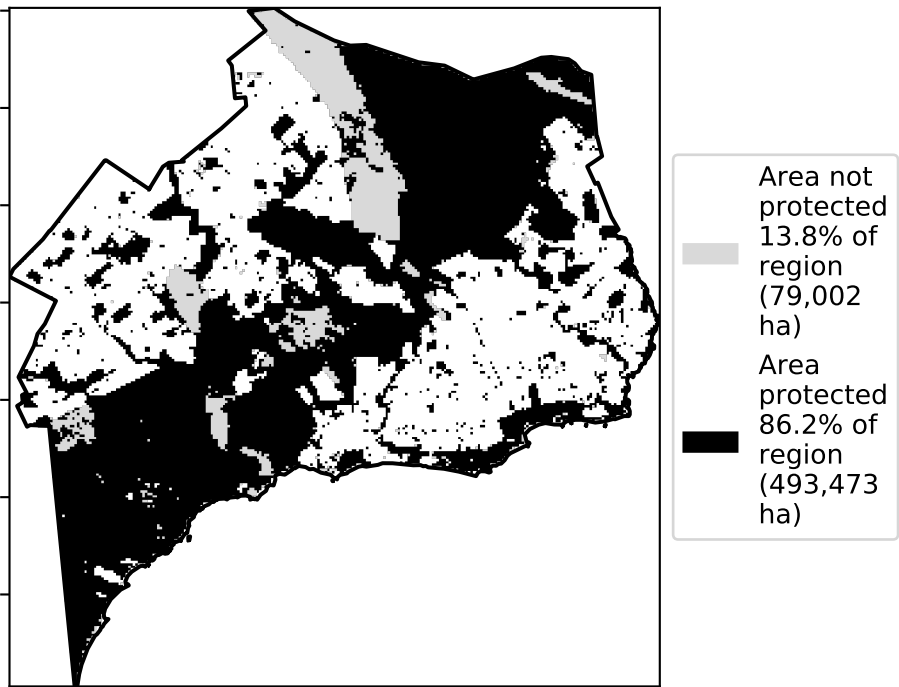 Area not
protected
13.8% of
region
(79,002
ha)
Area
protected
86.2% of
region
(493,473
ha)